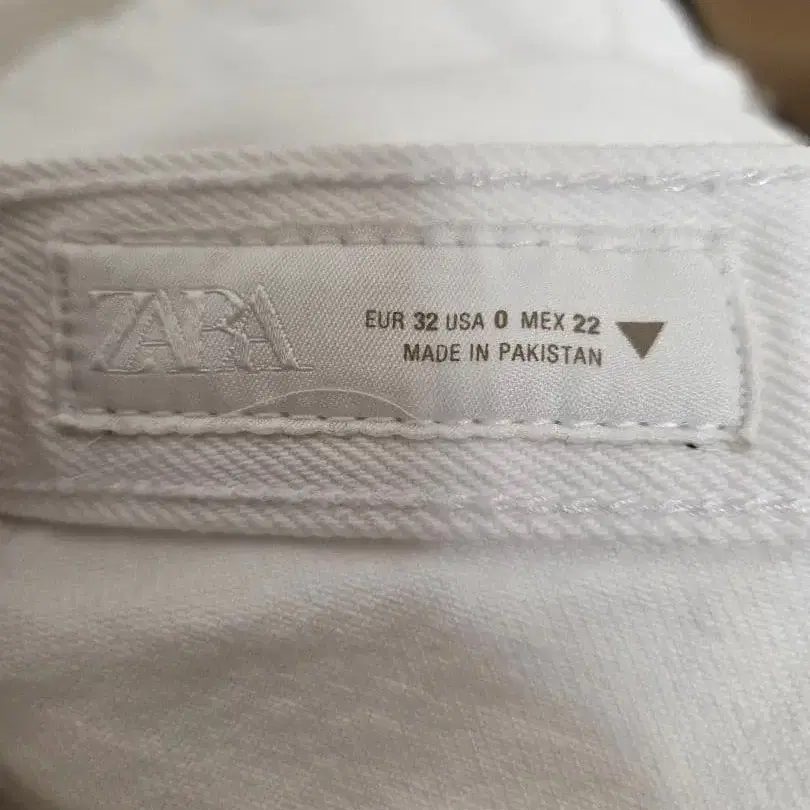 ZARA
EUR 32 USA 0 MEX 22
MADE IN PAKISTAN